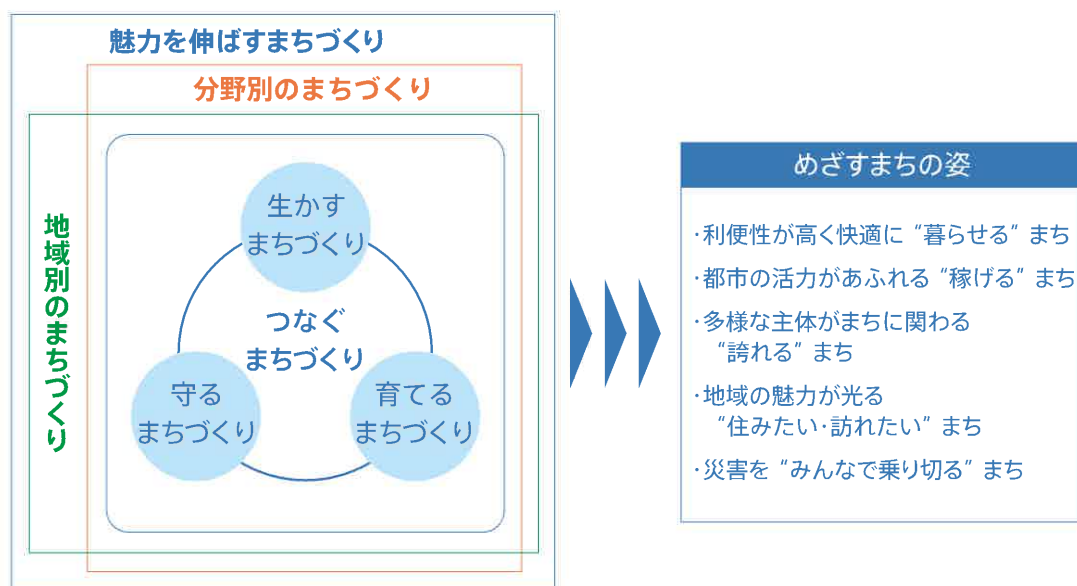 魅力を伸ばすまちづくり
分野別のまちづくり
地域別のまちづくり
生かす
まちづくり
つなぐ
まちづくり
守る
まちづくり
育てる
まちづくり
めざすまちの姿
・利便性が高く快適に“暮らせる”まち
・都市の活力があふれる“稼げる”まち
・多様な主体がまちに関わる
“誇れる”まち
・地域の魅力が光る
“住みたい・訪れたい”まち
・災害を“みんなで乗り切る”まち